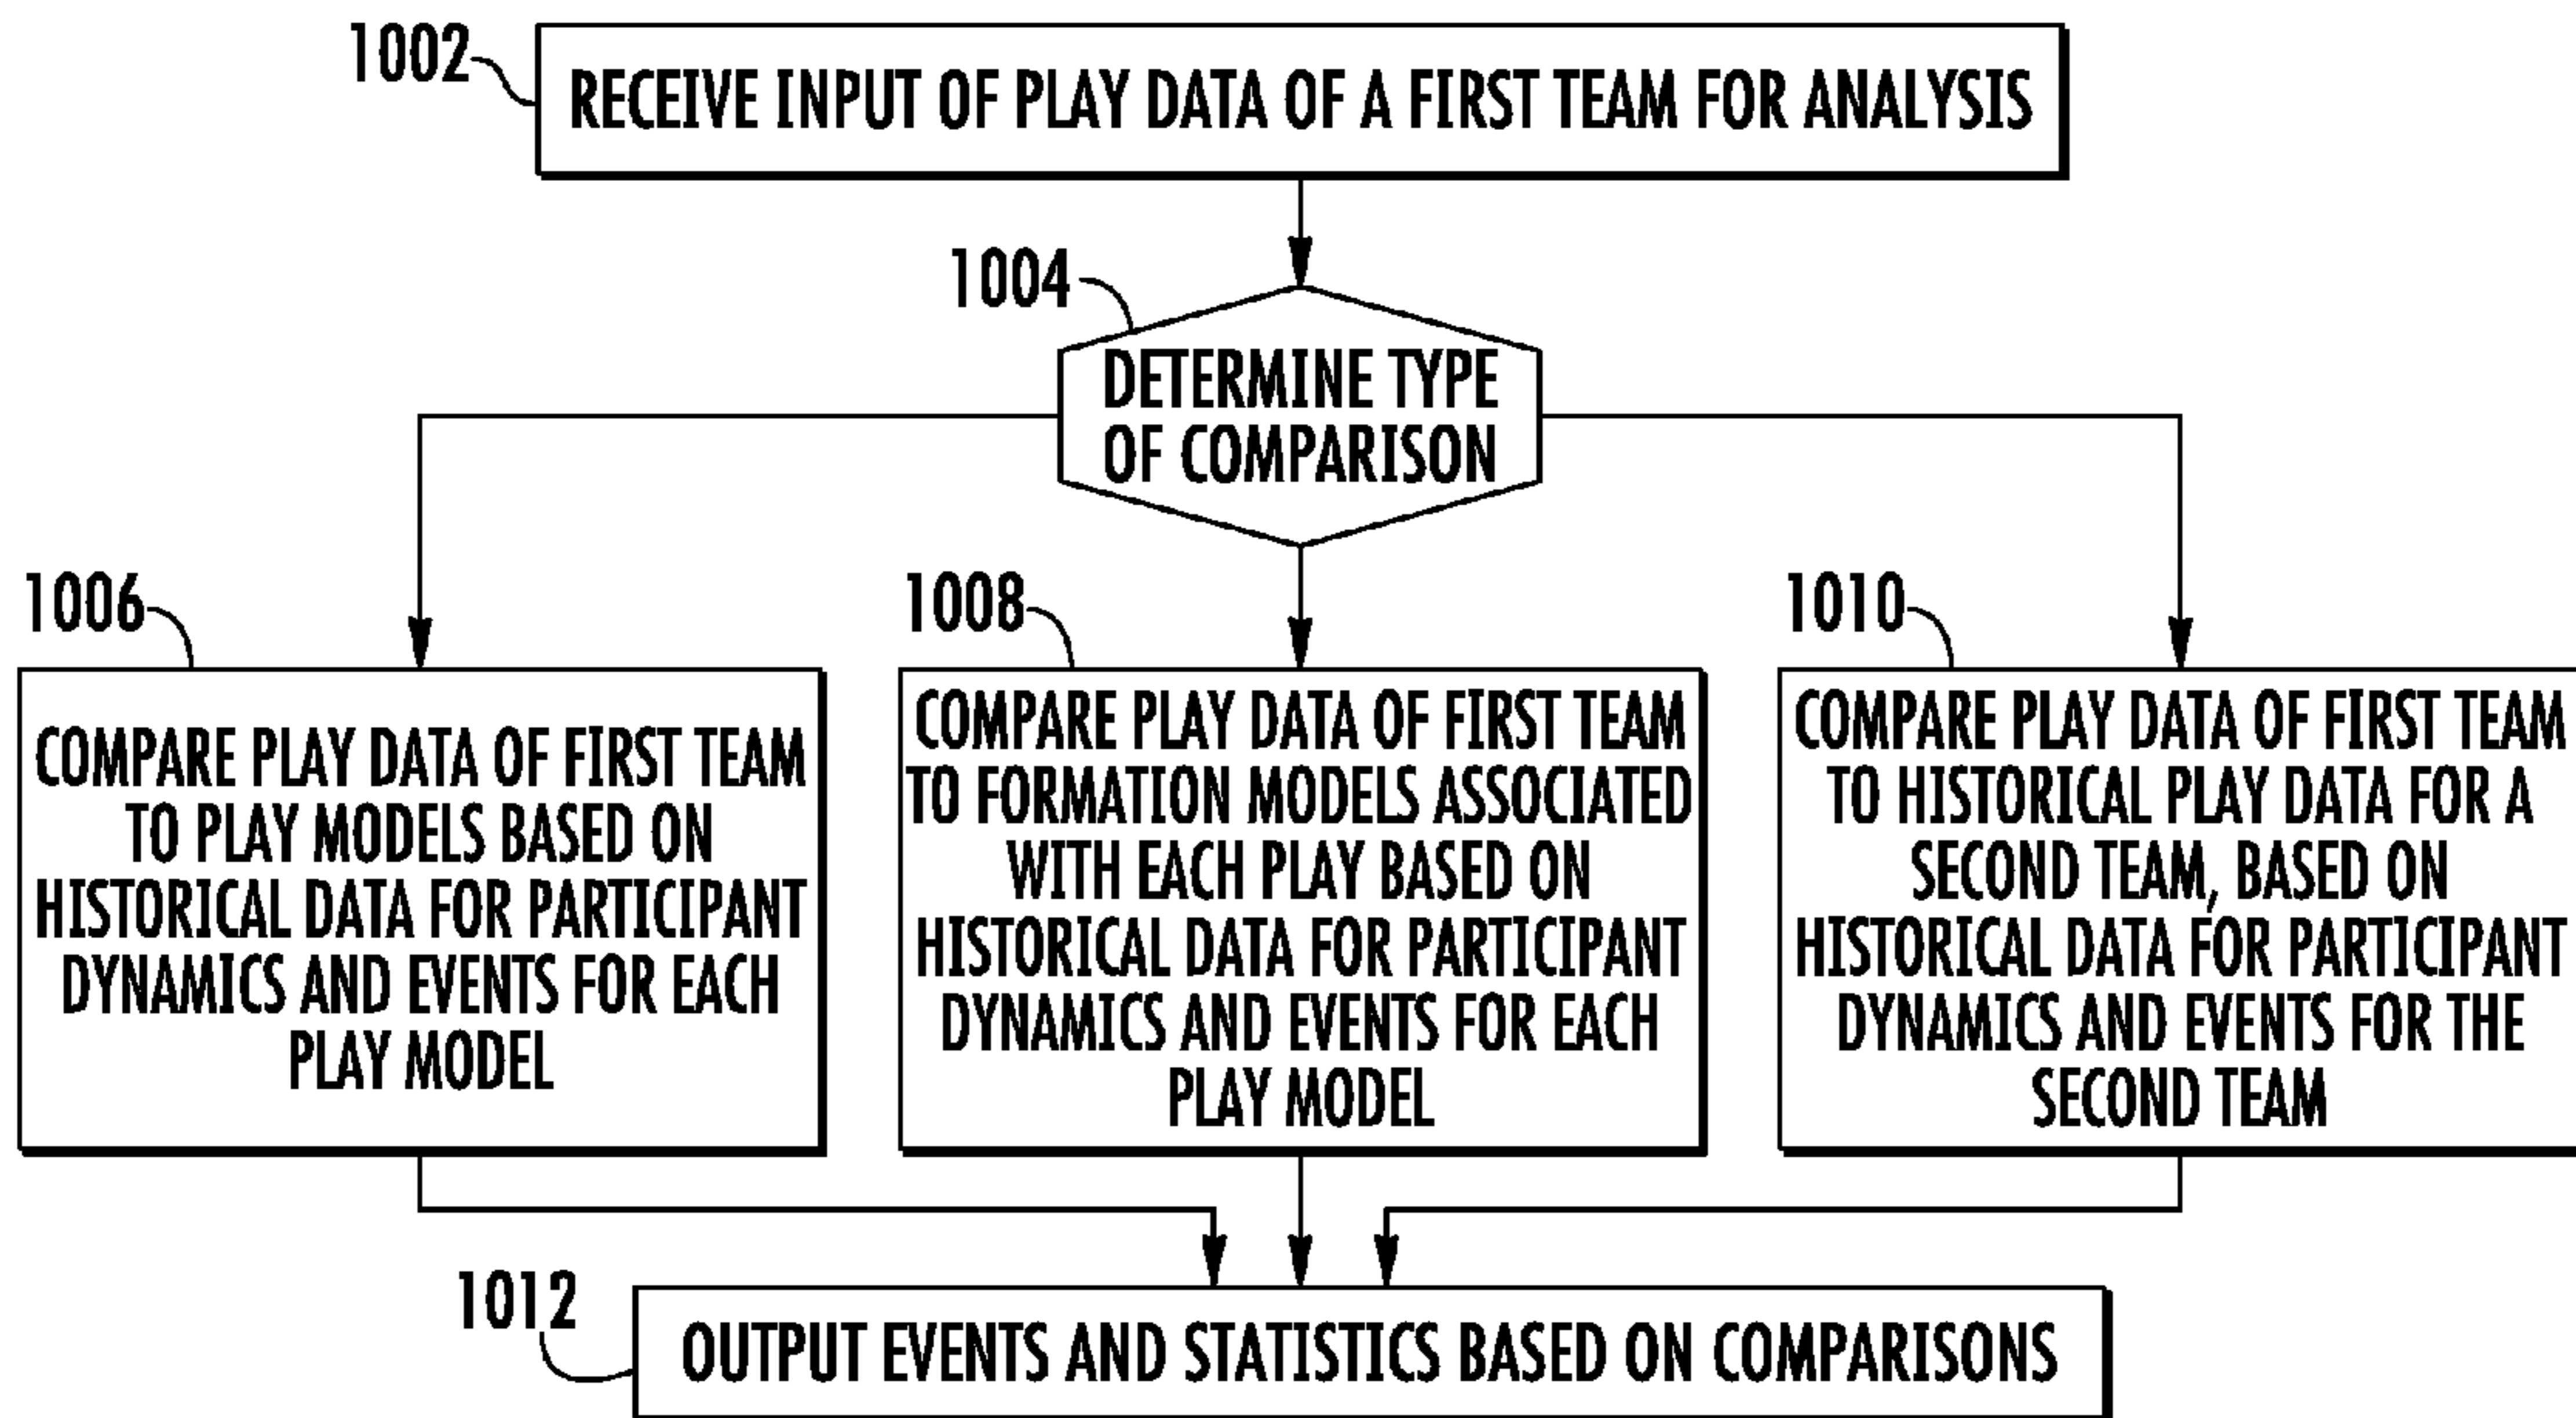 1002
RECEIVE INPUT OF PLAY DATA OF A FIRST TEAM FOR ANALYSIS
1004
DETERMINE TYPE
OF COMPARISON
1006
COMPARE PLAY DATA OF FIRST TEAM
TO PLAY MODELS BASED ON
HISTORICAL DATA FOR PARTICIPANT
DYNAMICS AND EVENTS FOR EACH
PLAY MODEL
1008
COMPARE PLAY DATA OF FIRST TEAM
TO FORMATION MODELS ASSOCIATED
WITH EACH PLAY BASED ON
HISTORICAL DATA FOR PARTICIPANT
DYNAMICS AND EVENTS FOR EACH
PLAY MODEL
1010
COMPARE PLAY DATA OF FIRST TEAM
TO HISTORICAL PLAY DATA FOR A
SECOND TEAM, BASED ON
HISTORICAL DATA FOR PARTICIPANT
DYNAMICS AND EVENTS FOR THE
SECOND TEAM
1012
OUTPUT EVENTS AND STATISTICS BASED ON COMPARISONS